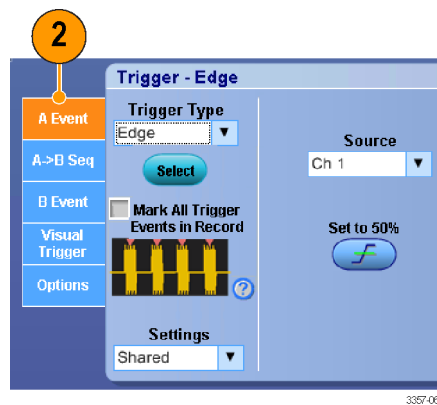 2
Trigger - Edge
A Event
A->B Seq
B Event
Visual
Trigger
Options
Trigger Type
Edge
Select
Mark All Trigger
Events in Record
?
Settings
Shared
Source
Ch 1
Set to 50%